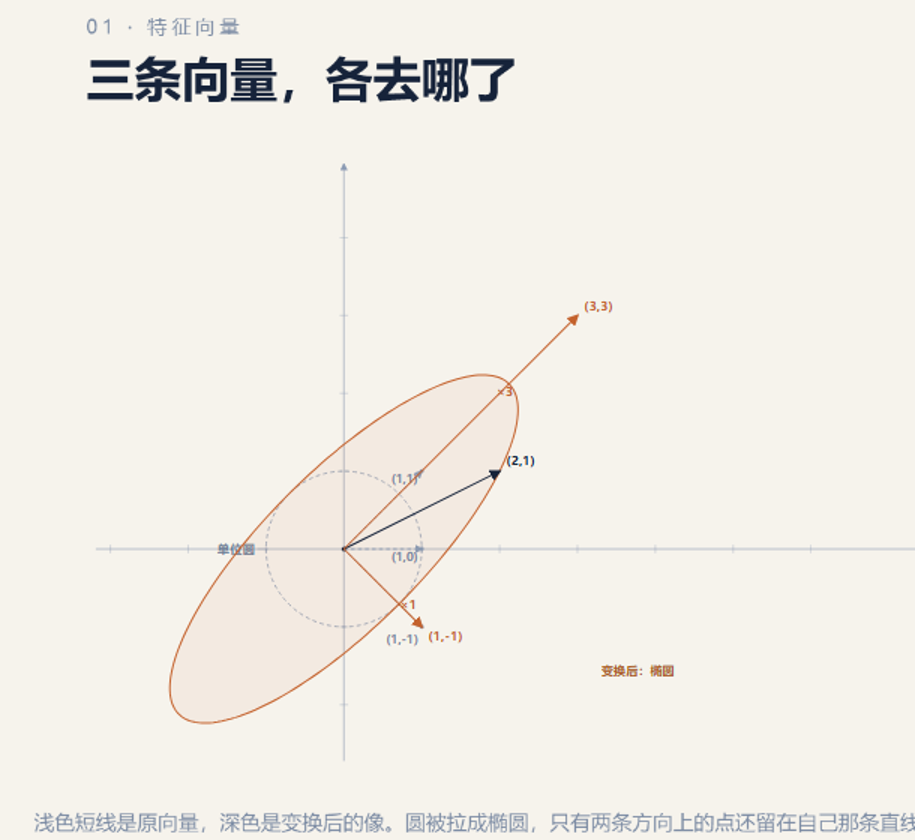 01 · 特征向量
三条向量，各去哪了
(3,3)
×3
(2,1)
(1,1)
单位圆
(1,0)
×1
(1,-1) (1,-1)
变换后：椭圆
浅色短线是原向量，深色是变换后的像。圆被拉成椭圆，只有两条方向上的点还留在自己那条直线